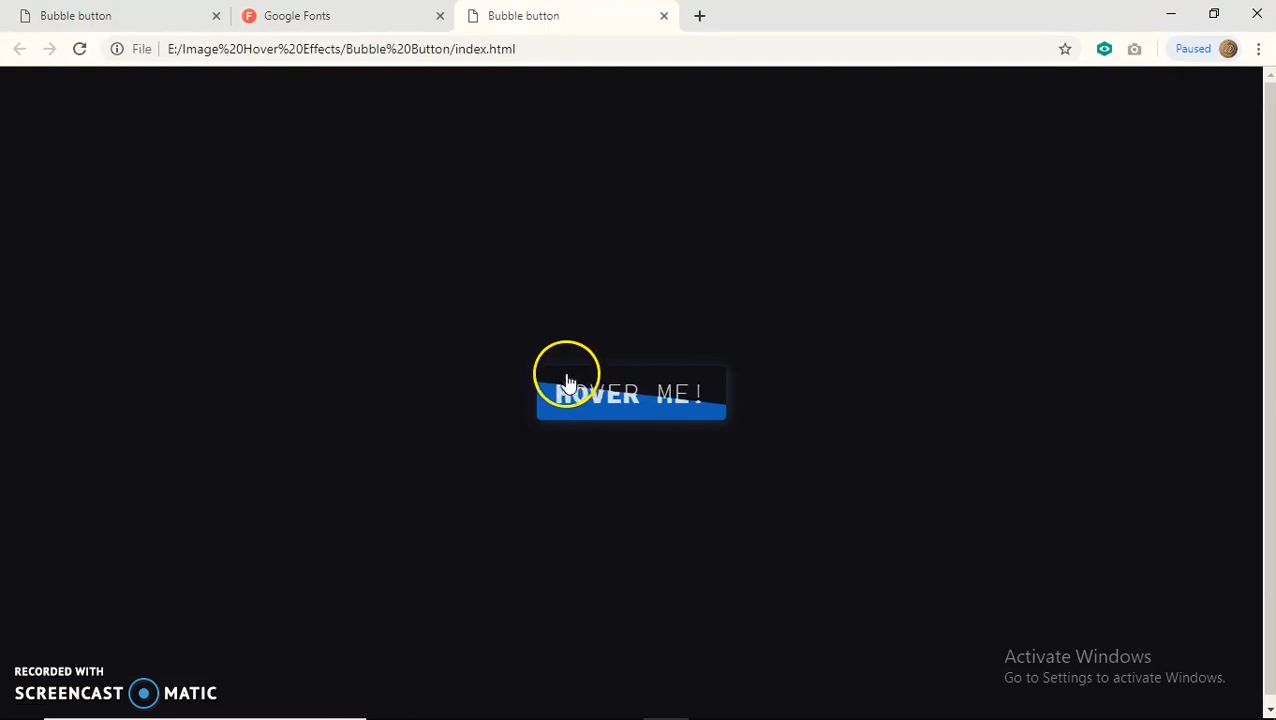 Bubble button
Google Fonts
Bubble button
File
E:/Image%20Hover%20Effects/Bubble%20Button/index.html
Paused
HOVER ME!
Activate Windows
Go to Settings to activate Windows.
RECORDED WITH
SCREENCAST MATIC